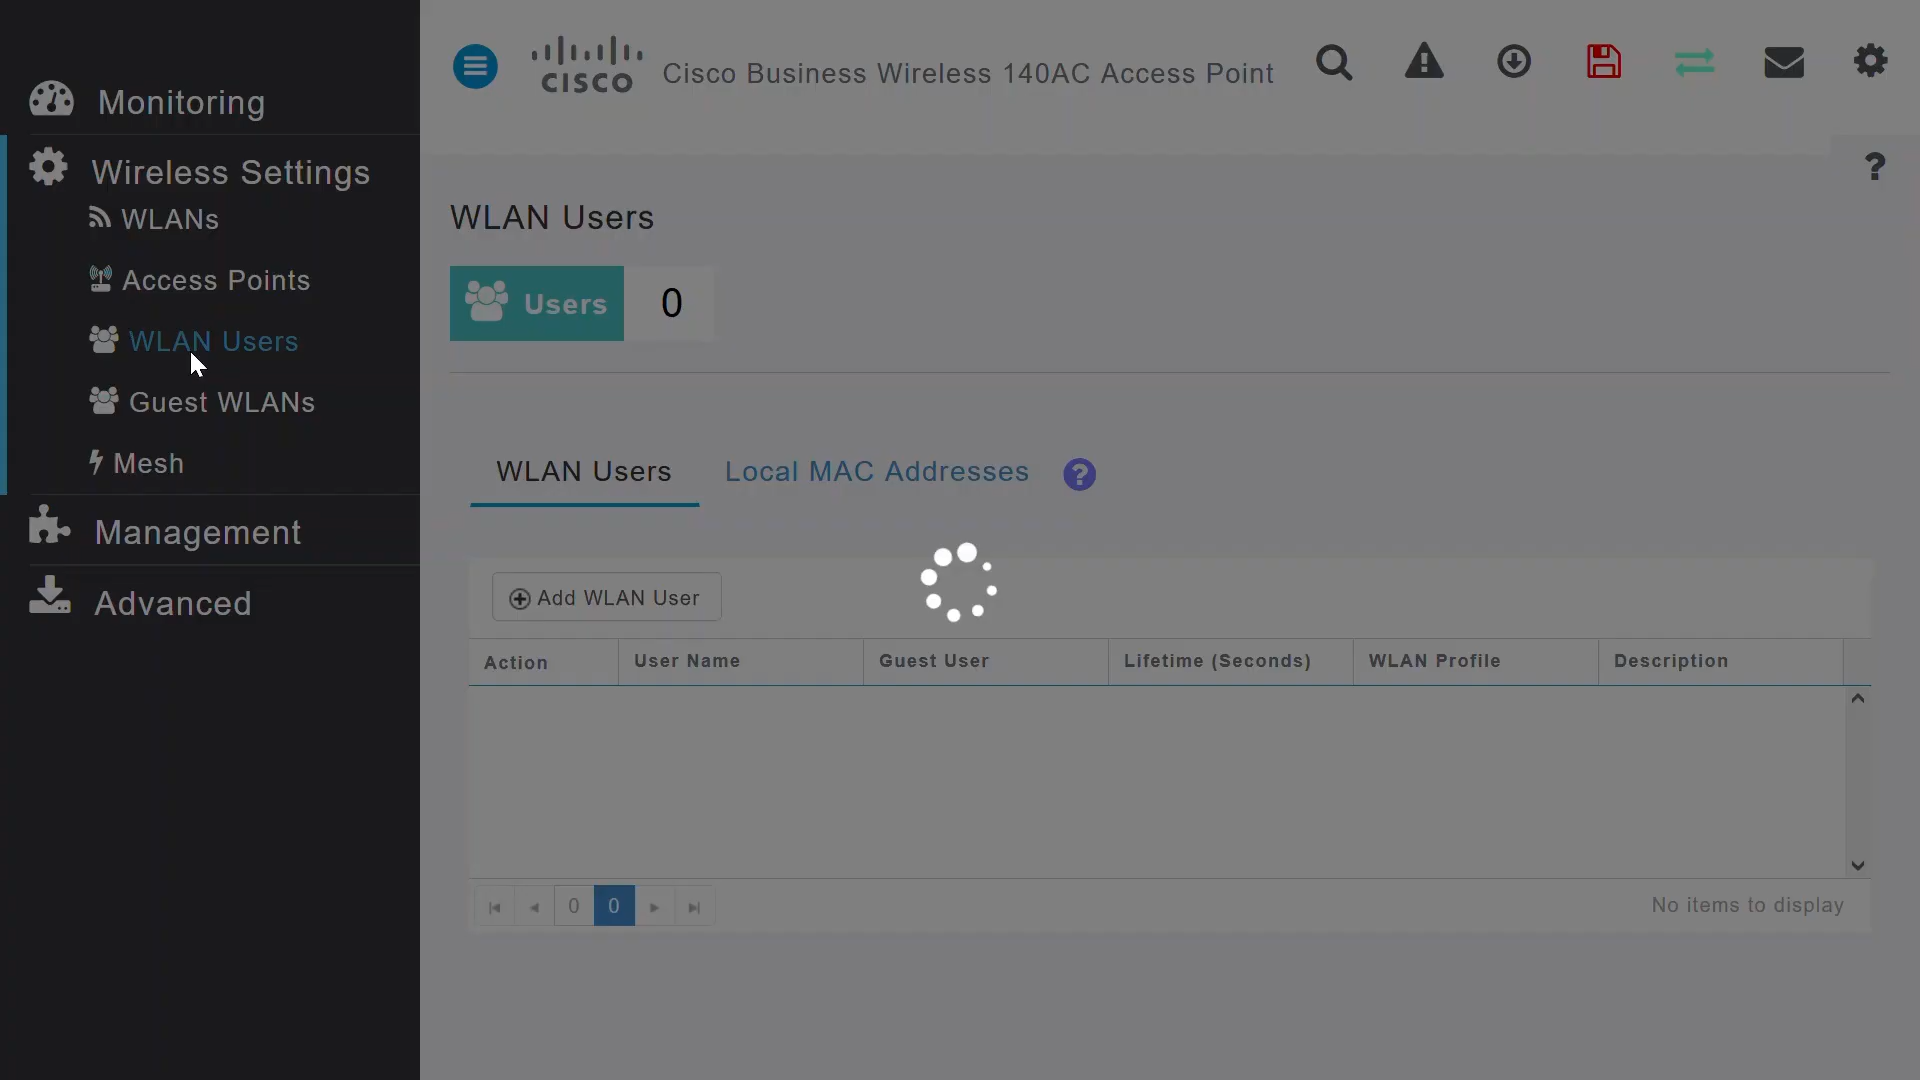 Monitoring
Wireless Settings
WLANs
Access Points
WLAN Users
Guest WLANs
Mesh
Management
Advanced
CISCO
Cisco Business Wireless 140AC Access Point
?
WLAN Users
Users 0
WLAN Users Local MAC Addresses ?
Add WLAN User
Action User Name Guest User Lifetime (Seconds) WLAN Profile Description
0 0 No items to display